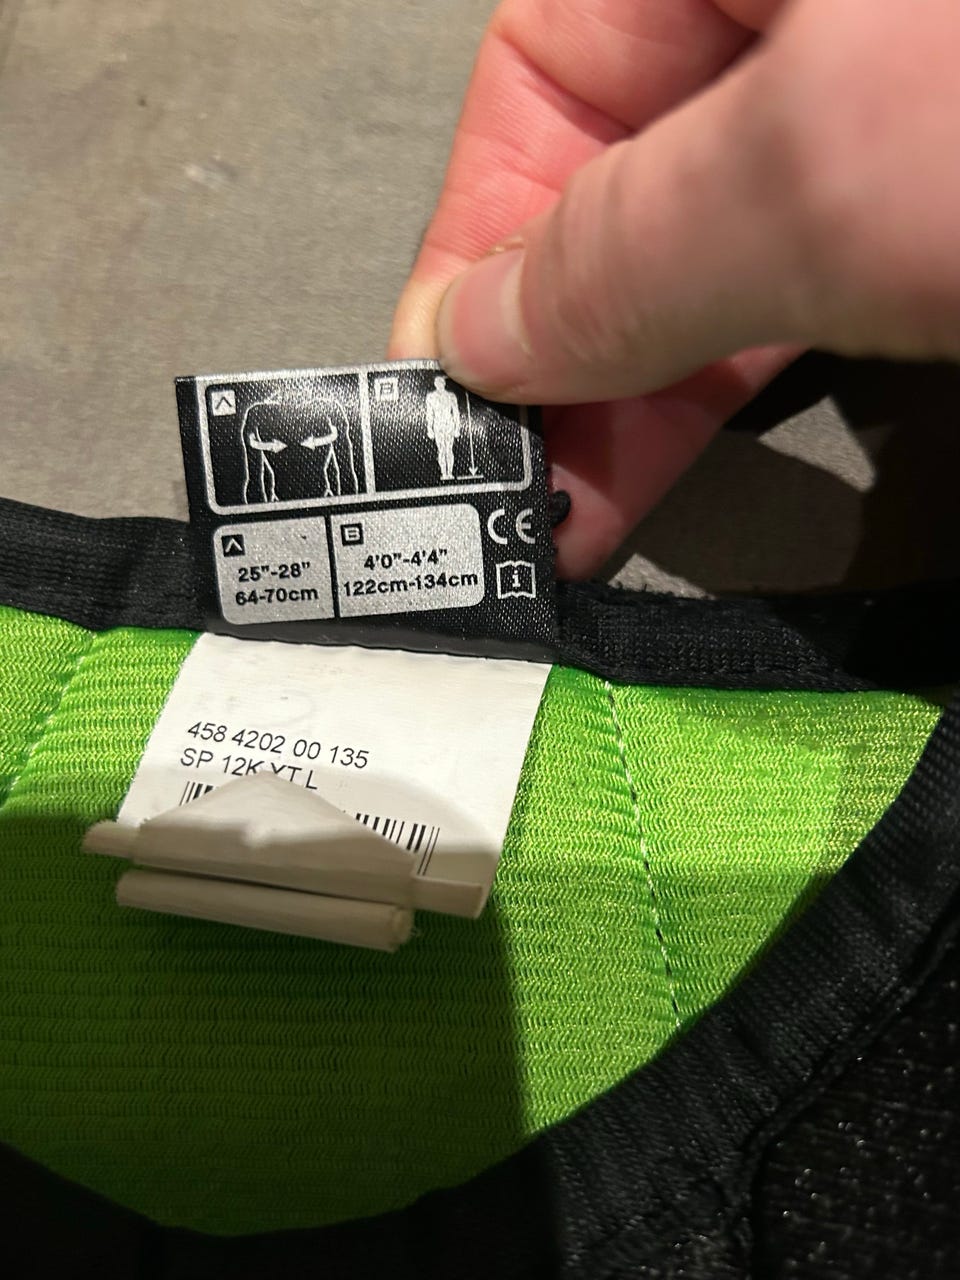 A
B
A
25"-28"
64-70cm
B
4'0"-4'4"
122cm-134cm
CE
i
458 4202 00 135
SP 12K YT L